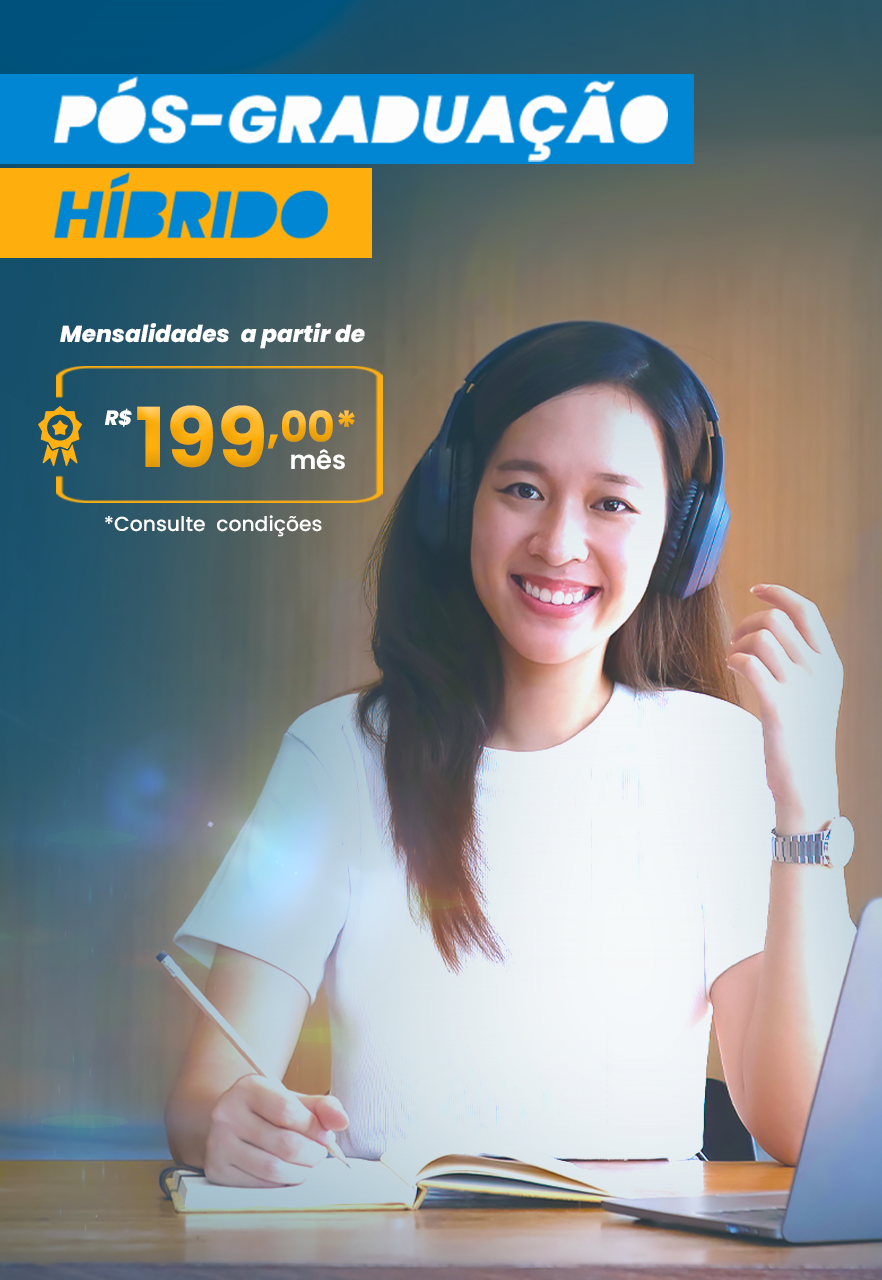 PÓS-GRADUAÇÃO
HÍBRIDO
Mensalidades a partir de
R$199,00*
mês
*Consulte condições